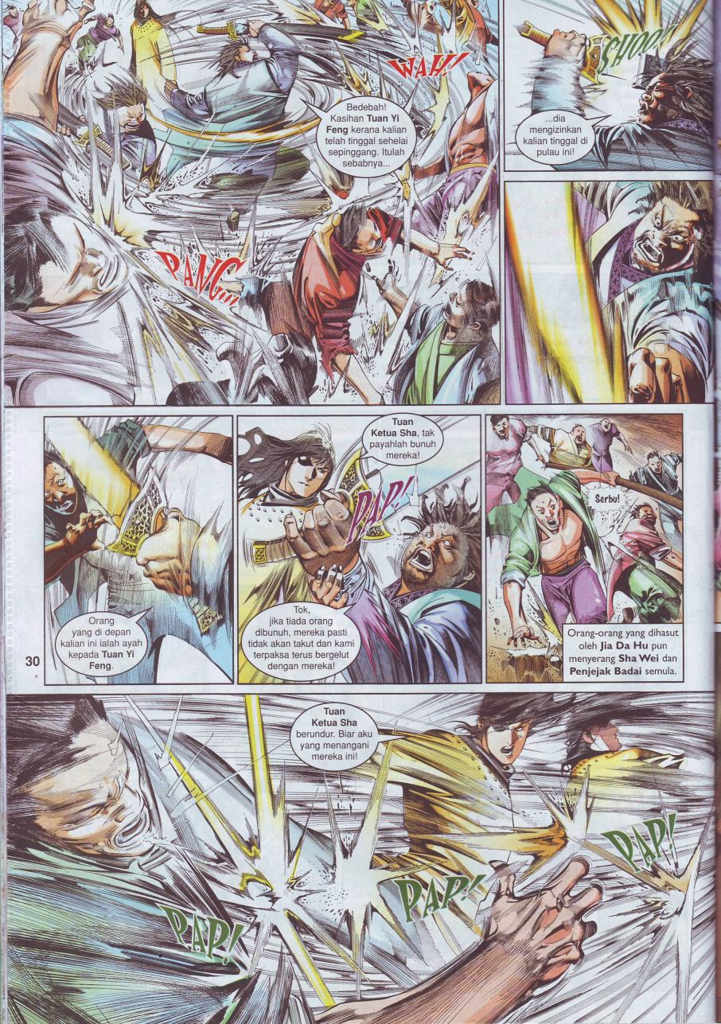 WAH!
Bedebah!
Kasihan Tuan Yi
Feng kerana kalian
telah tinggal sehelai
sepinggang. Itulah
sebabnya...
PANG!
SHOOP!
...dia
mengizinkan
kalian tinggal di
pulau ini!
Orang
yang di depan
kalian ini ialah ayah
kepada Tuan Yi
Feng.
Tuan
Ketua Sha, tak
payahlah bunuh
mereka!
PAP!
Tok,
jika tiada orang
dibunuh, mereka pasti
tidak akan takut dan kami
terpaksa terus bergelut
dengan mereka!
Serbu!
Orang-orang yang dihasut
oleh Jia Da Hu pun
menyerang Sha Wei dan
Penjejak Badai semula.
30
Tuan
Ketua Sha
berundur. Biar aku
yang menangani
mereka ini!
PAP!
PAP!
PAP!